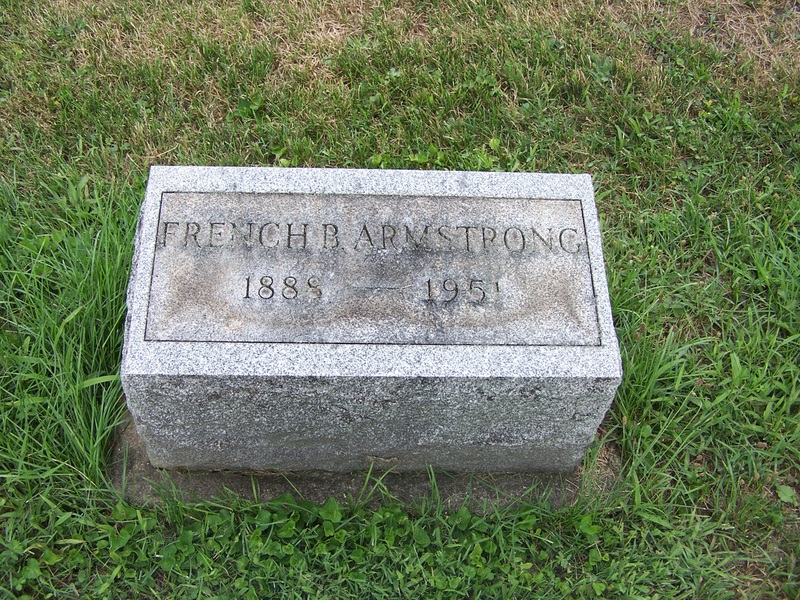 FRENCH B. ARMSTRONG
1888 — 1951